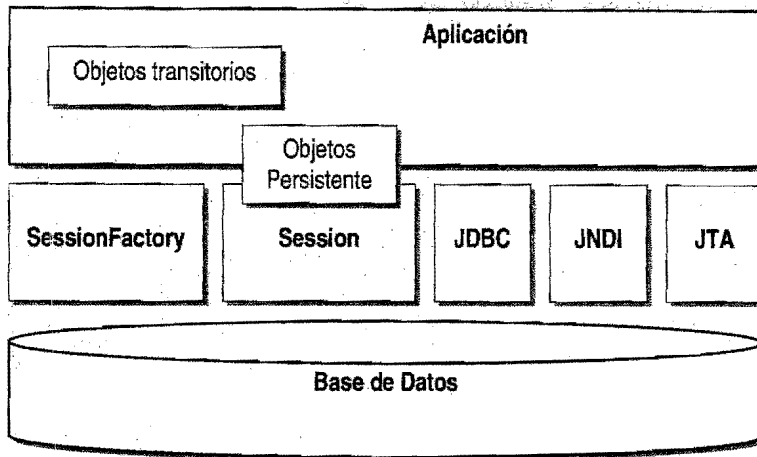 Aplicación
Objetos transitorios
Objetos
Persistente
SessionFactory
Session
JDBC
JNDI
JTA
Base de Datos